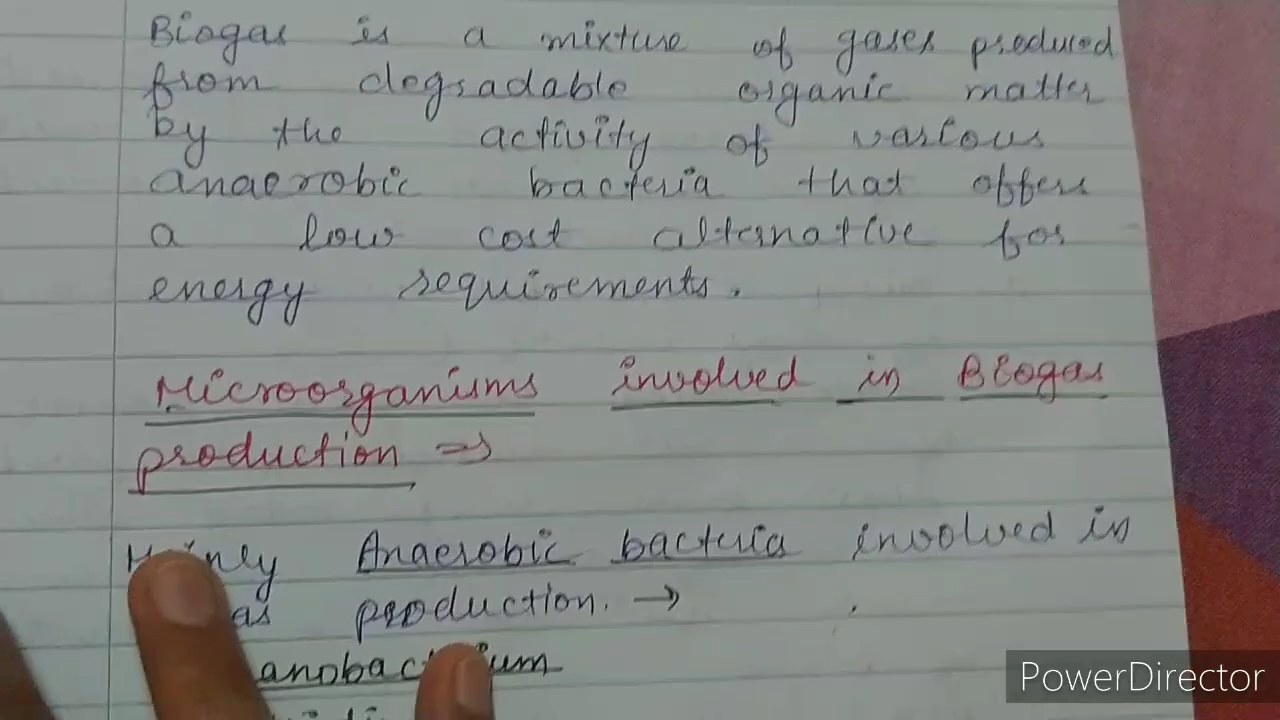 Biogas is a mixture of gases produced
from degradable organic matter
by the activity of various
anaerobic bacteria that offers
a low cost alternative for
energy requirements.
Microorganisms involved in Biogas
production ⇒
Anaerobic bacteria involved in
production. →
PowerDirector